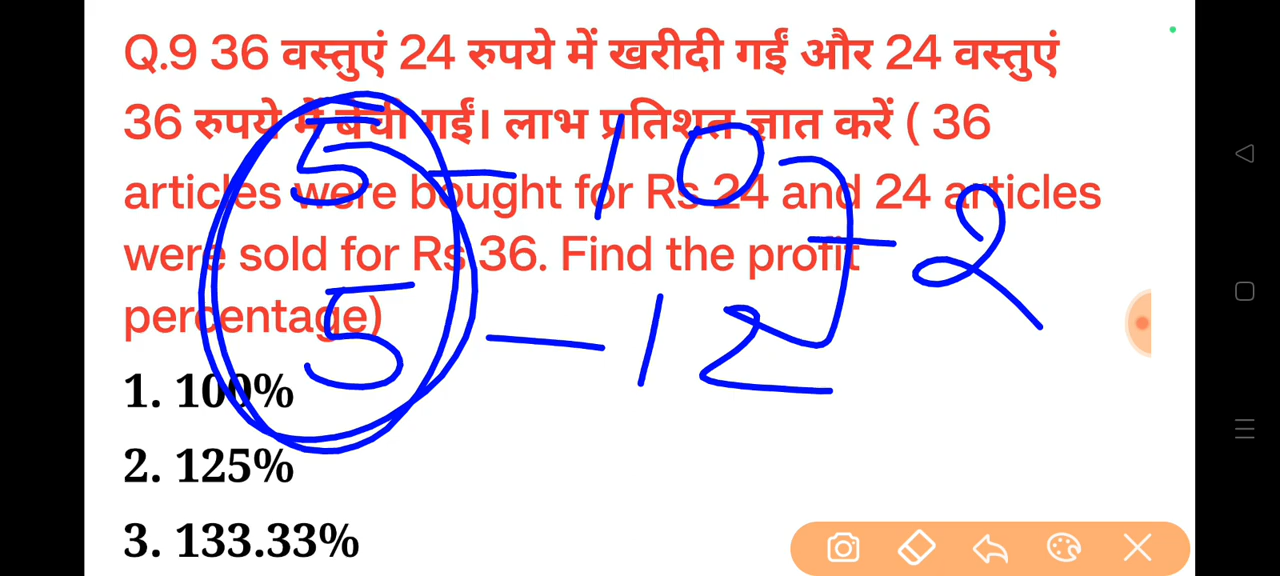 Q.9 36 वस्तुएं 24 रुपये में खरीदी गईं और 24 वस्तुएं
36 रुपये में बेची गईं। लाभ प्रतिशत ज्ञात करें ( 36
articles were bought for Rs 24 and 24 articles
were sold for Rs 36. Find the profit
percentage)
1. 100%
2. 125%
3. 133.33%
5 - 10
5 - 12
2